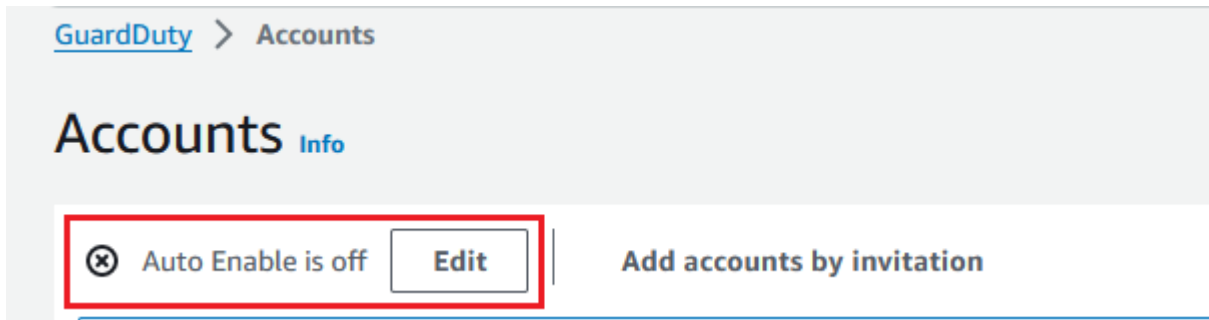 GuardDuty > Accounts
Accounts Info
Auto Enable is off Edit Add accounts by invitation